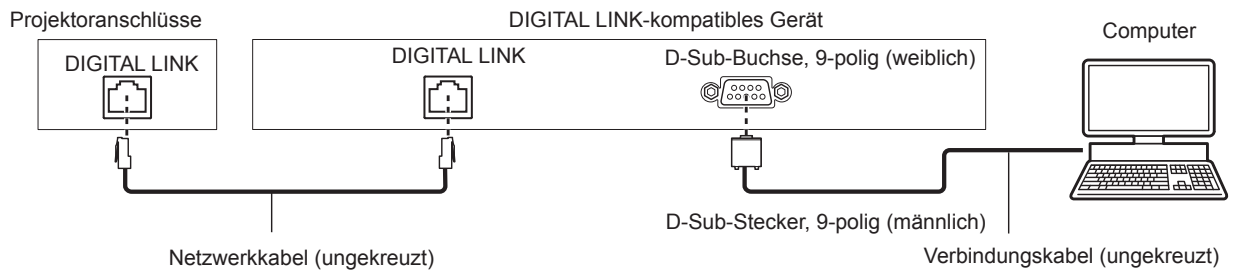 Projektoranschlüsse
DIGITAL LINK-kompatibles Gerät
Computer
DIGITAL LINK
DIGITAL LINK
D-Sub-Buchse, 9-polig (weiblich)
D-Sub-Stecker, 9-polig (männlich)
Netzwerkkabel (ungekreuzt)
Verbindungskabel (ungekreuzt)